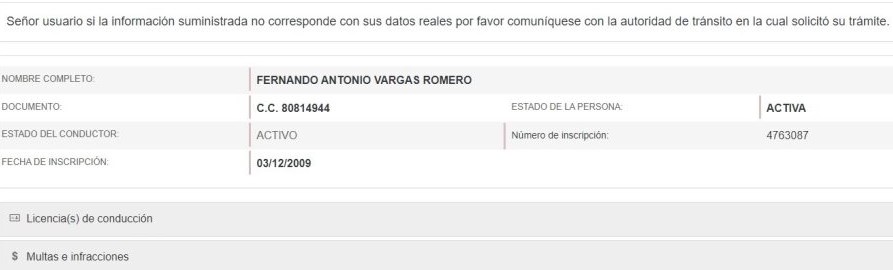 Señor usuario si la información suministrada no corresponde con sus datos reales por favor comuníquese con la autoridad de tránsito en la cual solicitó su trámite.
NOMBRE COMPLETO: FERNANDO ANTONIO VARGAS ROMERO
DOCUMENTO: C.C. 80814944 ESTADO DE LA PERSONA: ACTIVA
ESTADO DEL CONDUCTOR: ACTIVO Número de inscripción: 4763087
FECHA DE INSCRIPCIÓN: 03/12/2009
Licencia(s) de conducción
$ Multas e infracciones